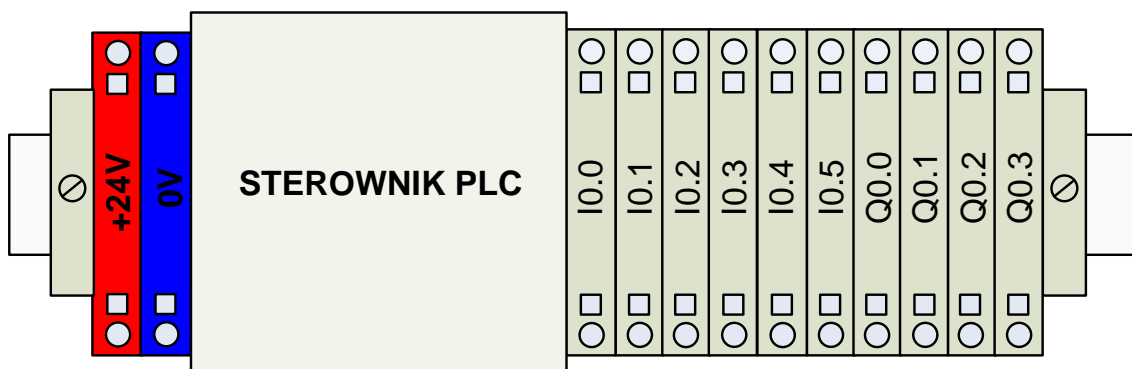 +24V
0V
STEROWNIK PLC
I0.0
I0.1
I0.2
I0.3
I0.4
I0.5
Q0.0
Q0.1
Q0.2
Q0.3